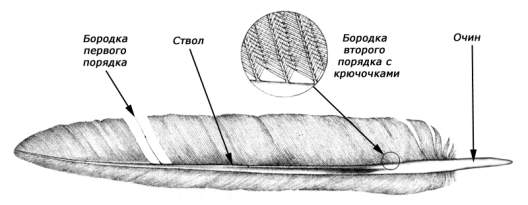 Бородка
первого
порядка
Ствол
Бородка
второго
порядка с
крючочками
Очин